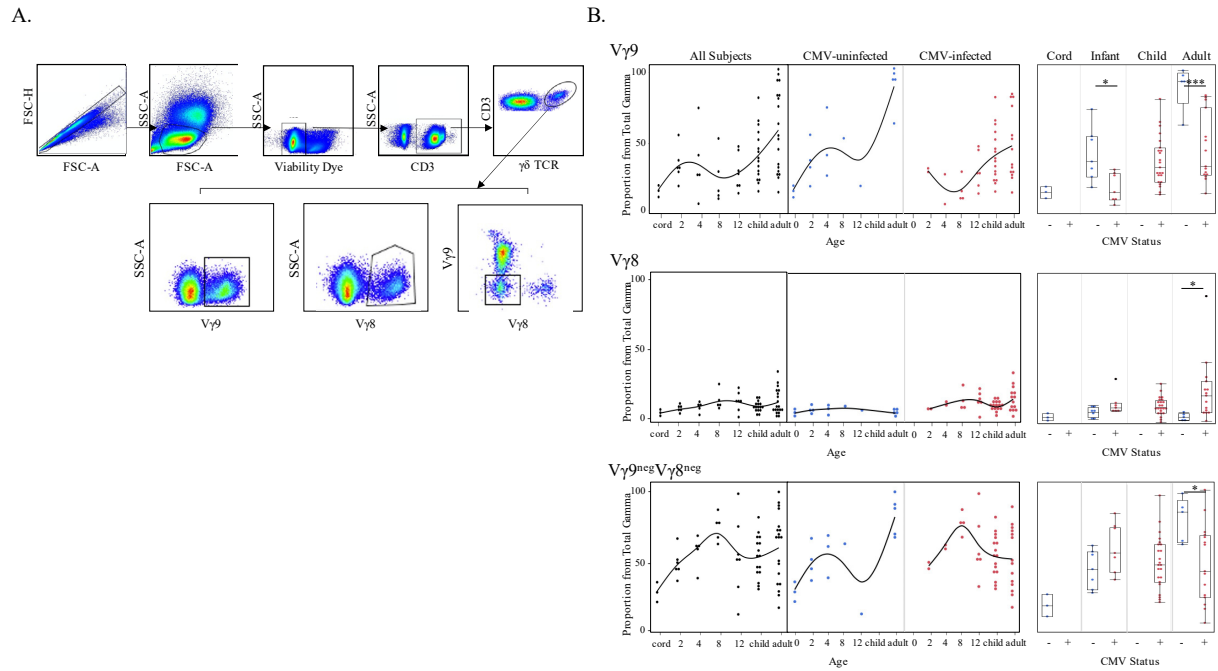 A.
B.
FSC-H
FSC-A
SSC-A
FSC-A
SSC-A
Viability Dye
SSC-A
CD3
CD3
γδ TCR
SSC-A
Vγ9
SSC-A
Vγ8
Vγ9
Vγ8
Vγ9
All Subjects CMV-uninfected CMV-infected Cord Infant Child Adult
Proportion from Total Gamma
100
50
0
* ***
cord 2 4 8 12 child adult 0 2 4 8 12 child adult 0 2 4 8 12 child adult
Age
- + - + - + - +
CMV Status
Vγ8
Proportion from Total Gamma
100
50
0
*
cord 2 4 8 12 child adult 0 2 4 8 12 child adult 0 2 4 8 12 child adult
Age
- + - + - + - +
CMV Status
Vγ9negVγ8neg
Proportion from Total Gamma
100
50
0
*
cord 2 4 8 12 child adult 0 2 4 8 12 child adult 0 2 4 8 12 child adult
Age
- + - + - + - +
CMV Status